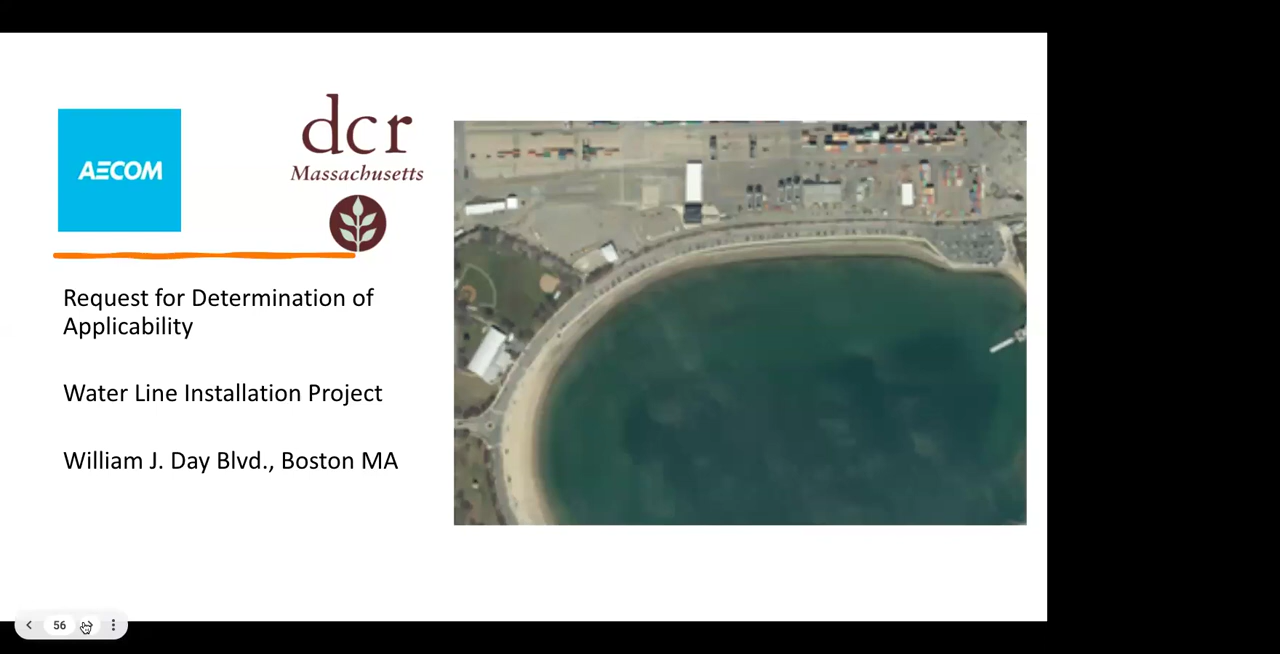 AECOM
dcr
Massachusetts
Request for Determination of
Applicability
Water Line Installation Project
William J. Day Blvd., Boston MA
56